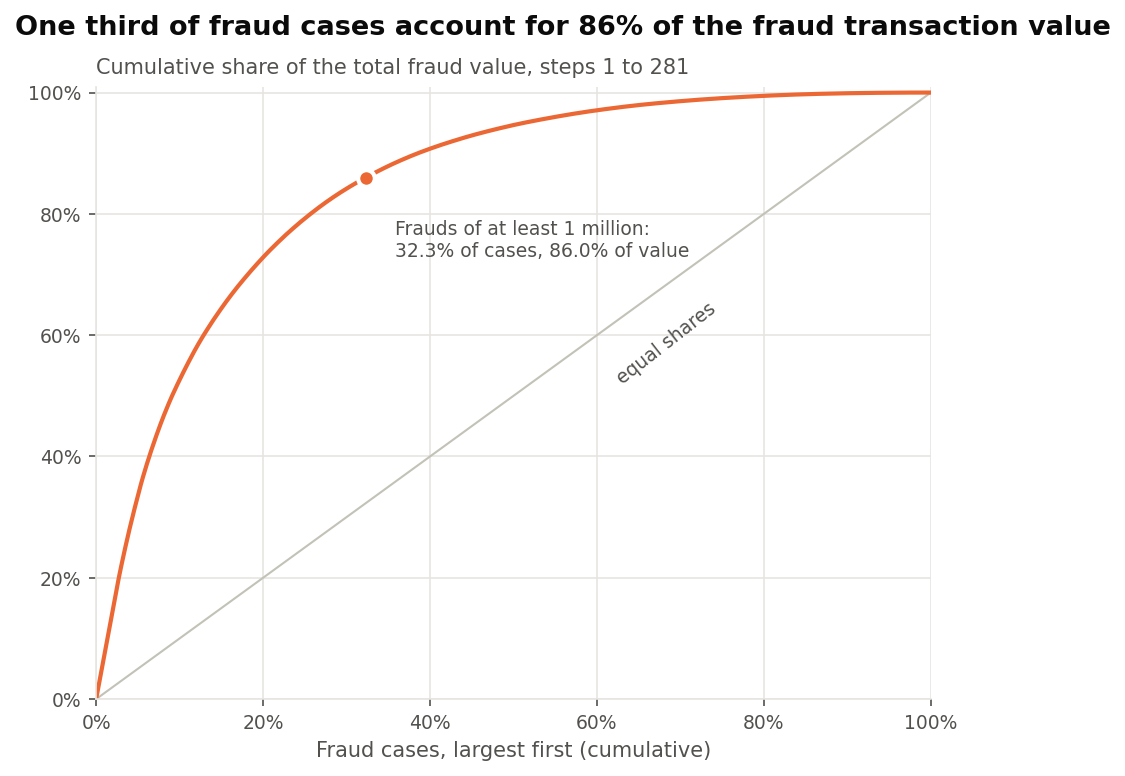 One third of fraud cases account for 86% of the fraud transaction value
Cumulative share of the total fraud value, steps 1 to 281
100%
80%
60%
40%
20%
0%
Frauds of at least 1 million:
32.3% of cases, 86.0% of value
equal shares
0% 20% 40% 60% 80% 100%
Fraud cases, largest first (cumulative)